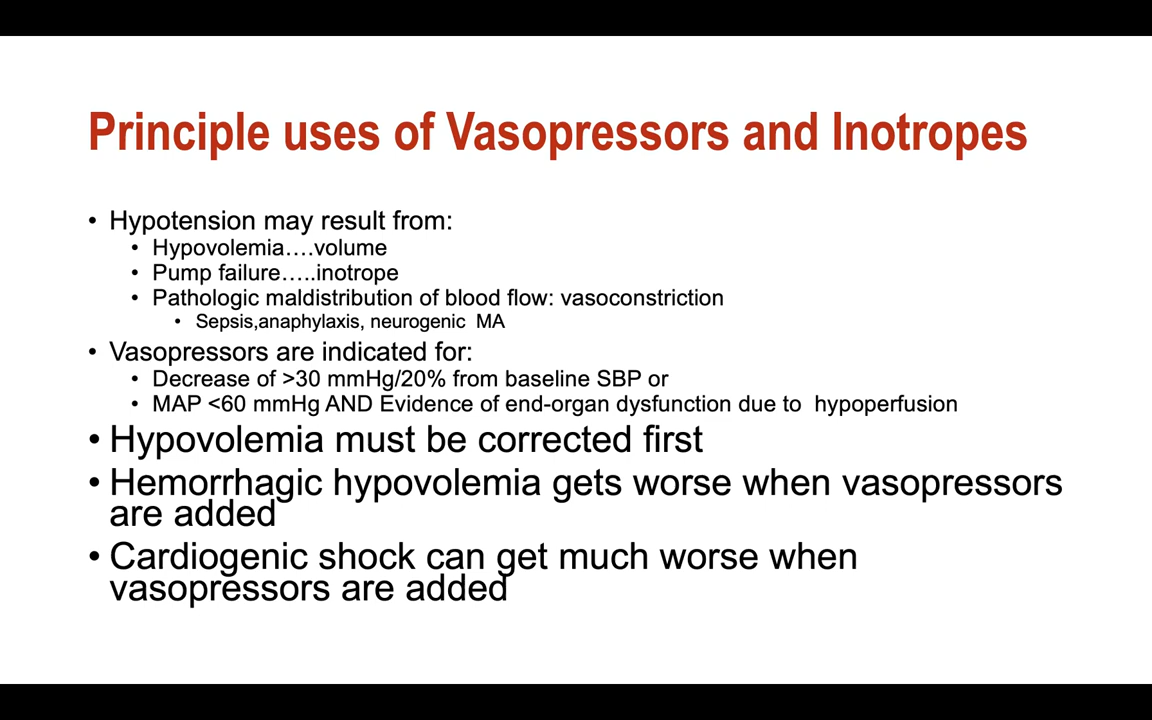 Principle uses of Vasopressors and Inotropes
• Hypotension may result from:
• Hypovolemia….volume
• Pump failure…..inotrope
• Pathologic maldistribution of blood flow: vasoconstriction
• Sepsis,anaphylaxis, neurogenic  MA
• Vasopressors are indicated for:
• Decrease of >30 mmHg/20% from baseline SBP or
• MAP <60 mmHg AND Evidence of end-organ dysfunction due to  hypoperfusion
• Hypovolemia must be corrected first
• Hemorrhagic hypovolemia gets worse when vasopressors
are added
• Cardiogenic shock can get much worse when
vasopressors are added